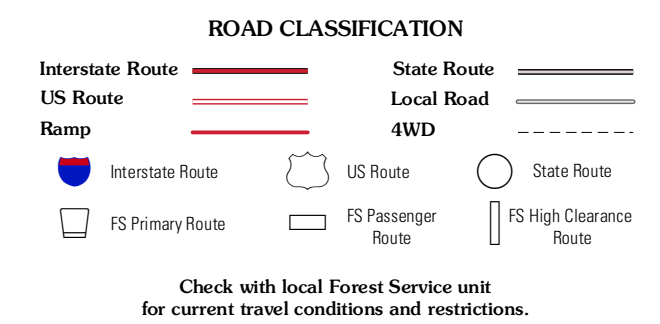 ROAD CLASSIFICATION
Interstate Route
State Route
US Route
Local Road
Ramp
4WD
Interstate Route
US Route
State Route
FS Primary Route
FS Passenger
Route
FS High Clearance
Route
Check with local Forest Service unit
for current travel conditions and restrictions.